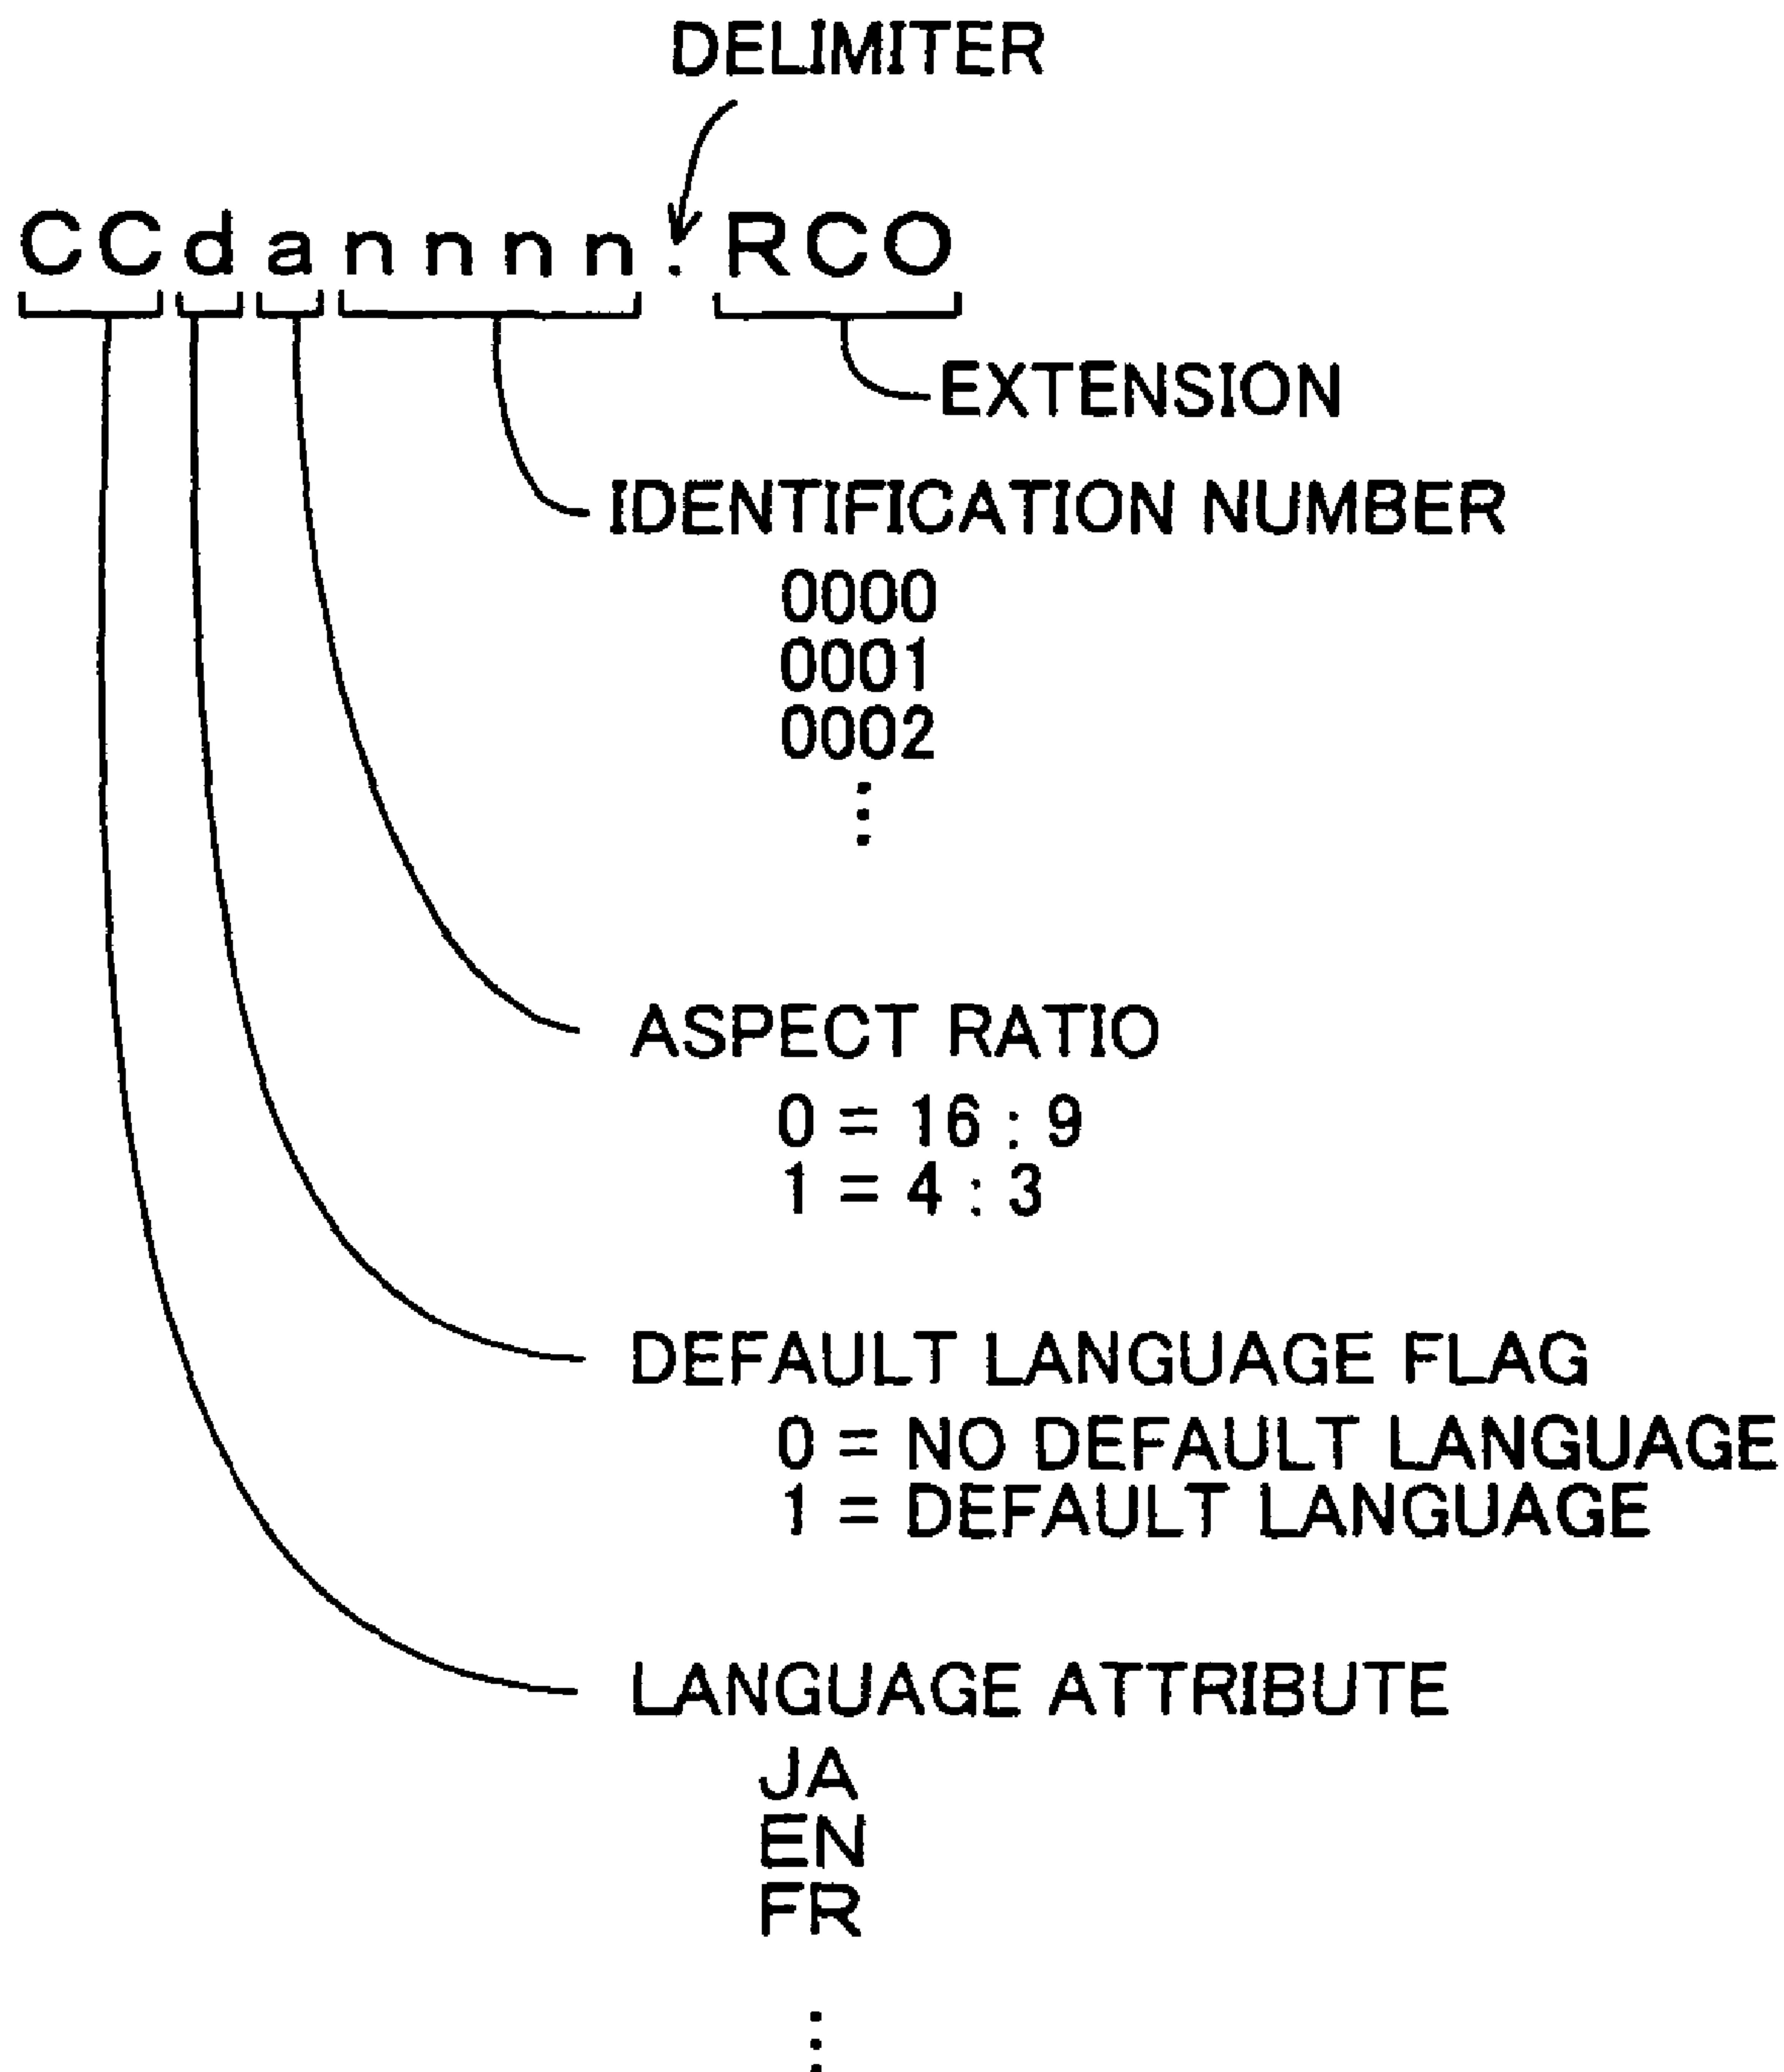 DELIMITER
CCdannnn.RCO
EXTENSION
IDENTIFICATION NUMBER
0000
0001
0002
⋮
ASPECT RATIO
0 = 16 : 9
1 = 4 : 3
DEFAULT LANGUAGE FLAG
0 = NO DEFAULT LANGUAGE
1 = DEFAULT LANGUAGE
LANGUAGE ATTRIBUTE
JA
EN
FR
⋮